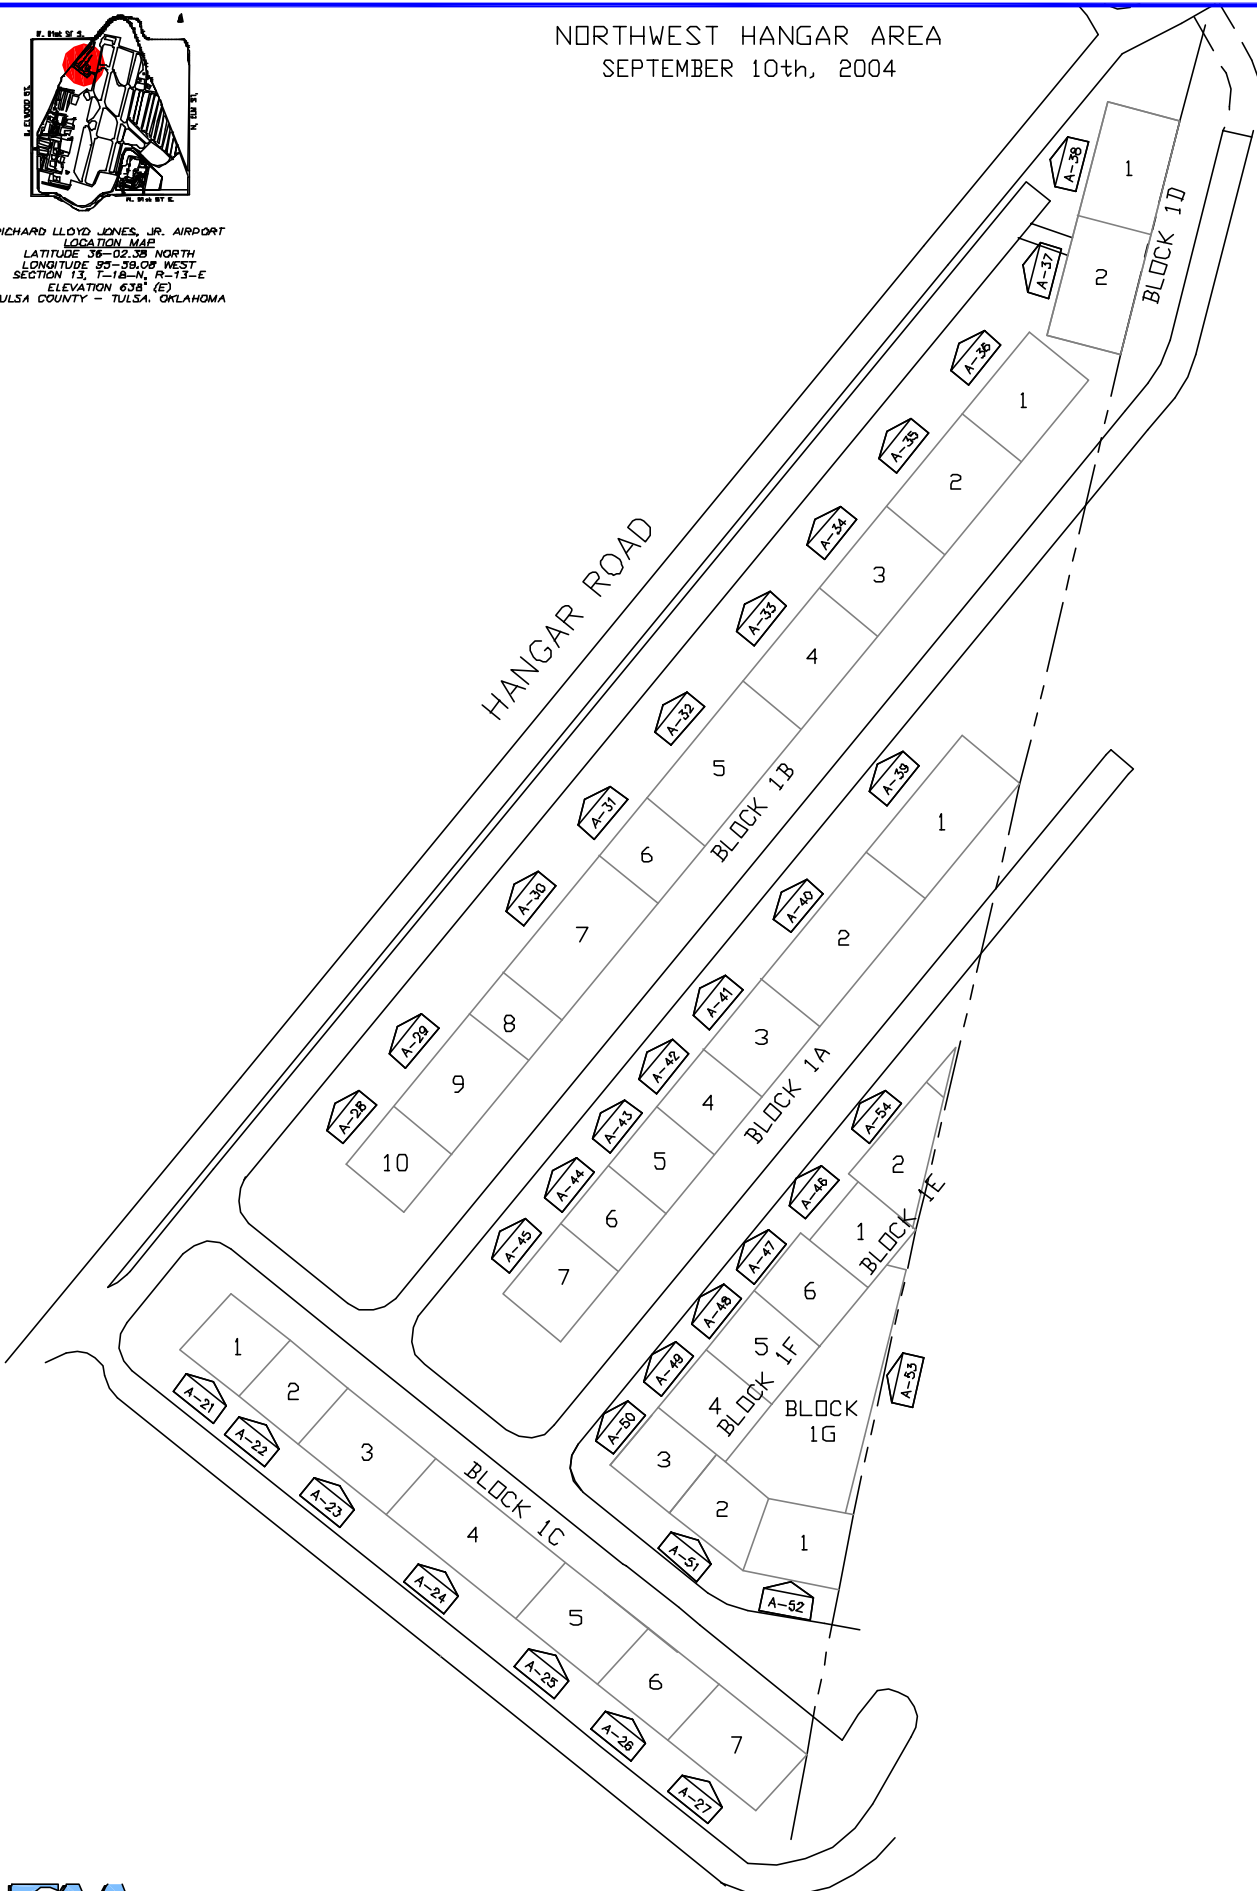 NORTHWEST HANGAR AREA
SEPTEMBER 10th, 2004
N. ELM ST.
RICHARD LLOYD JONES, JR. AIRPORT
LOCATION MAP
LATITUDE 36-02.38 NORTH
LONGITUDE 95-59.08 WEST
SECTION 13, T-18-N, R-13-E
ELEVATION 638' (E)
TULSA COUNTY - TULSA, OKLAHOMA
HANGAR ROAD
A-38
1
A-37
2
BLOCK 1D
A-36
1
A-35
2
A-34
3
A-33
4
A-32
5
A-31
6
A-30
7
8
A-29
9
A-28
10
BLOCK 1B
A-39
1
A-40
2
A-41
3
A-42
4
A-43
5
A-44
6
A-45
7
BLOCK 1A
A-54
2
A-46
1
BLOCK 1E
A-47
6
A-48
5
A-49
4
A-50
3
A-51
2
A-52
1
BLOCK 1F
BLOCK
1G
A-53
1
A-21
2
A-22
3
A-23
4
A-24
5
A-25
6
A-26
7
A-27
BLOCK 1C